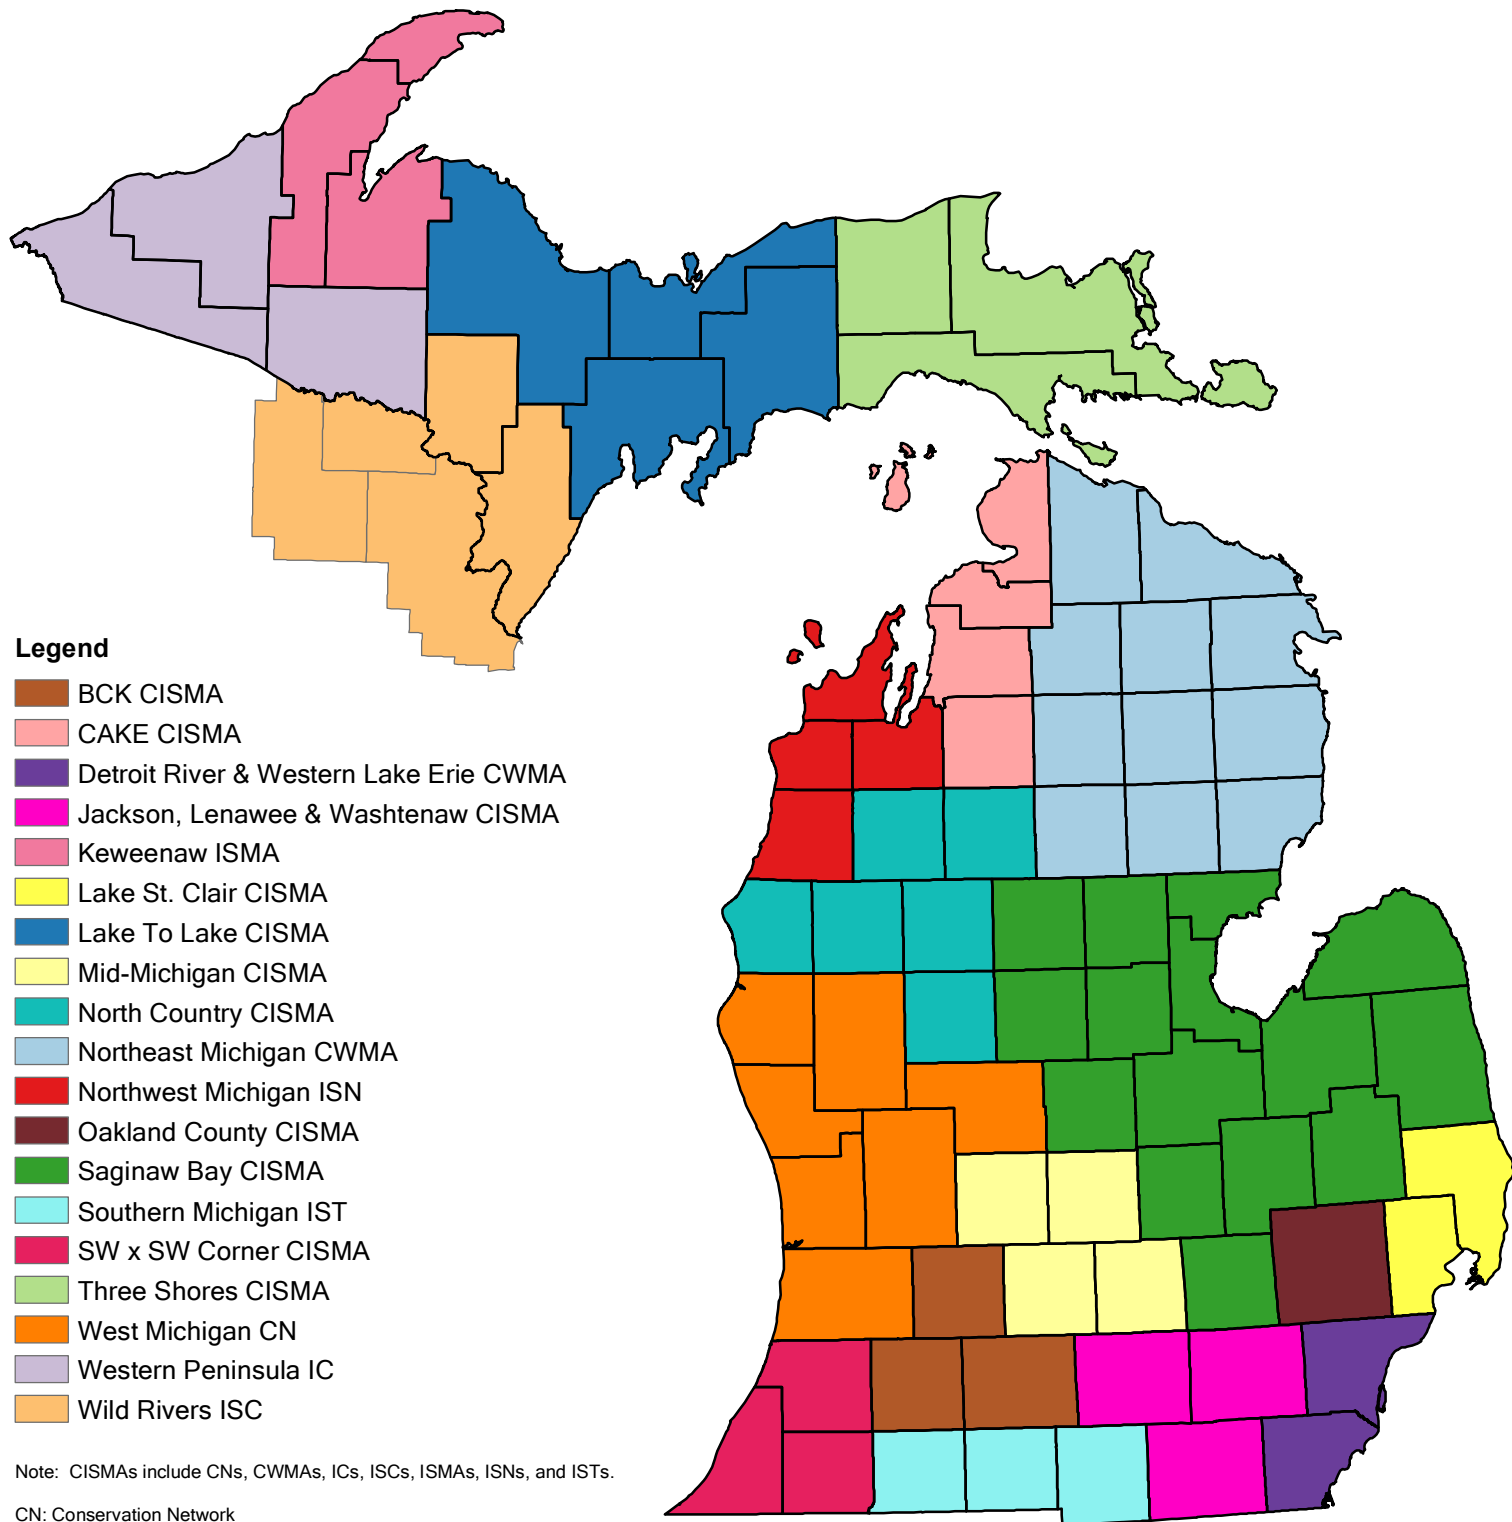 Legend
BCK CISMA
CAKE CISMA
Detroit River & Western Lake Erie CWMA
Jackson, Lenawee & Washtenaw CISMA
Keweenaw ISMA
Lake St. Clair CISMA
Lake To Lake CISMA
Mid-Michigan CISMA
North Country CISMA
Northeast Michigan CWMA
Northwest Michigan ISN
Oakland County CISMA
Saginaw Bay CISMA
Southern Michigan IST
SW x SW Corner CISMA
Three Shores CISMA
West Michigan CN
Western Peninsula IC
Wild Rivers ISC
Note: CISMAs include CNs, CWMAs, ICs, ISCs, ISMAs, ISNs, and ISTs.
CN: Conservation Network